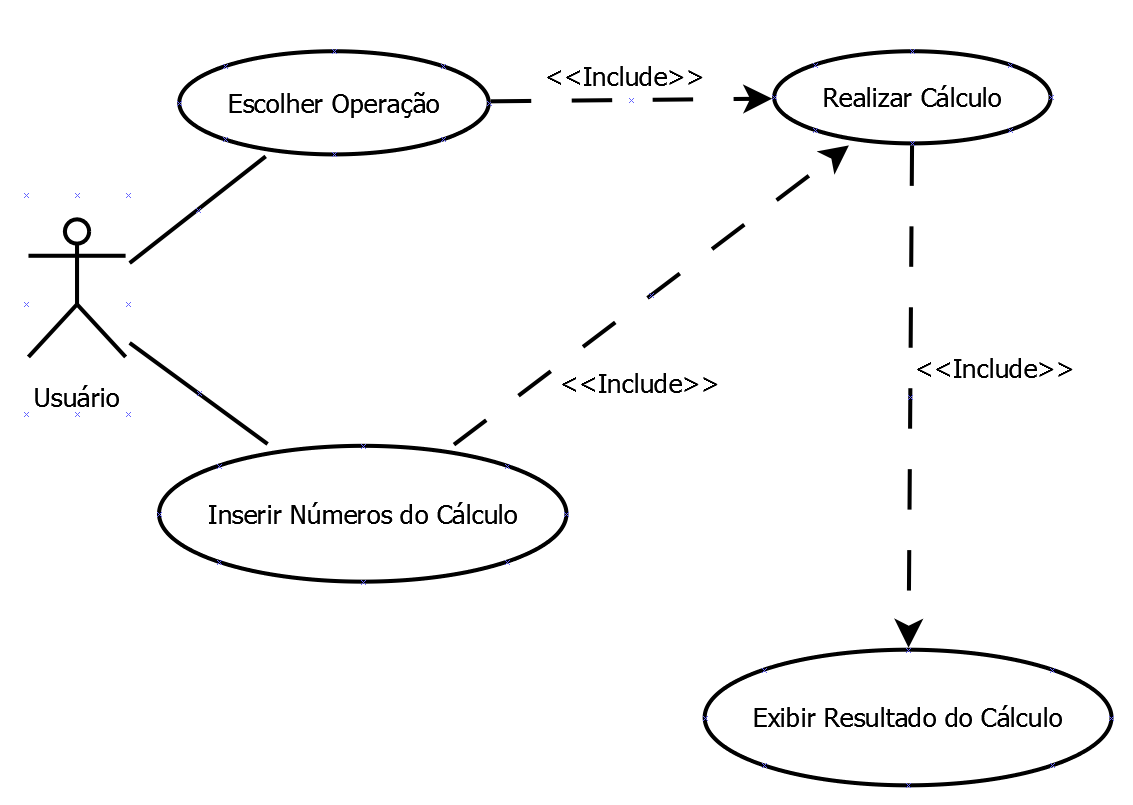 <<Include>>
Escolher Operação
Realizar Cálculo
<<Include>>
<<Include>>
Usuário
Inserir Números do Cálculo
Exibir Resultado do Cálculo